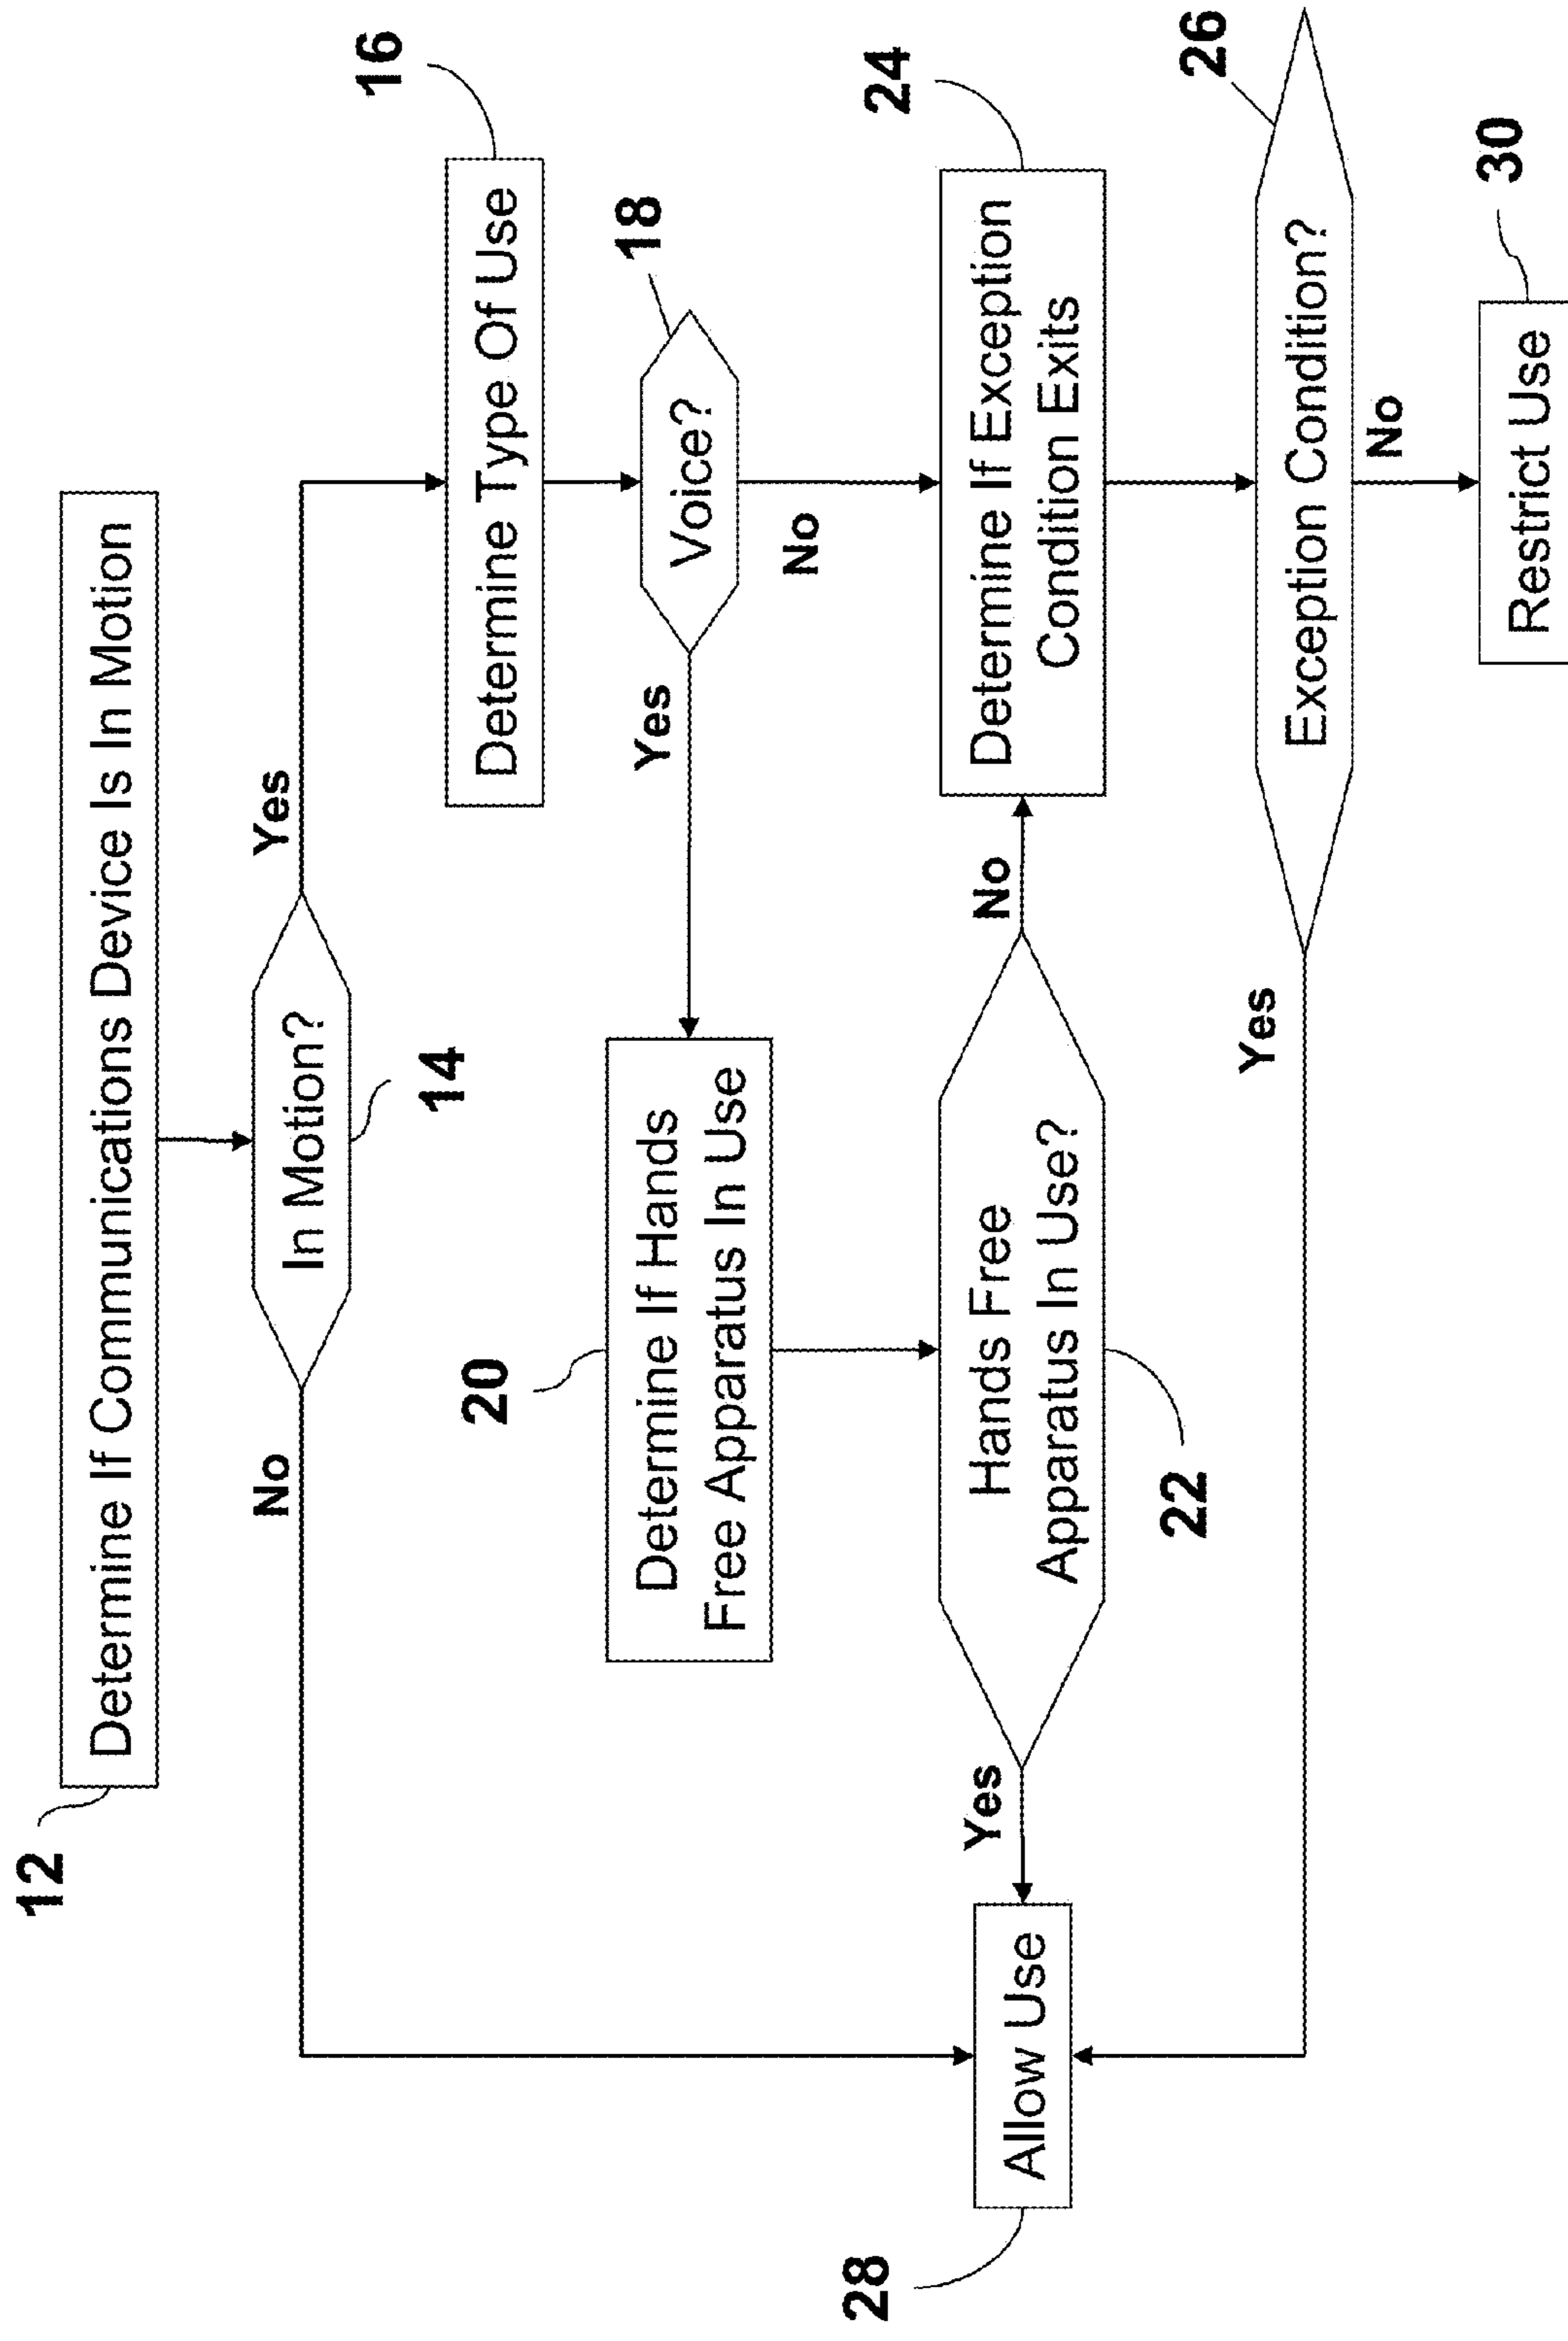 12
Determine If Communications Device Is In Motion
In Motion?
14
No
Yes
16
Determine Type Of Use
18
Voice?
Yes
No
20
Determine If Hands
Free Apparatus In Use
22
Hands Free
Apparatus In Use?
Yes
No
24
Determine If Exception
Condition Exits
26
Exception Condition?
Yes
No
28
Allow Use
30
Restrict Use